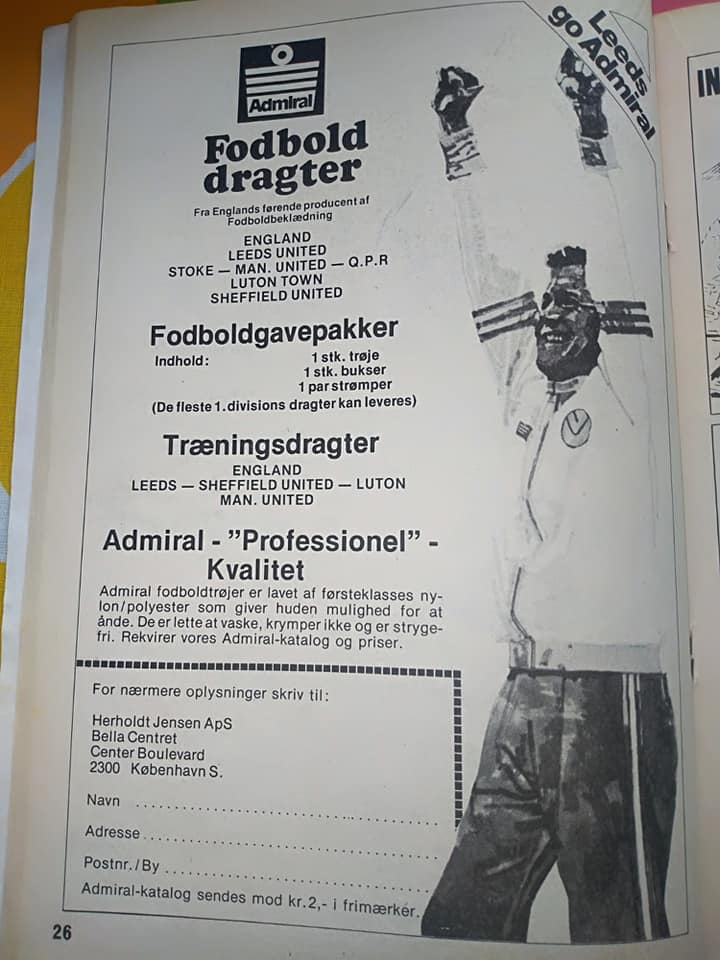 Leeds
go Admiral
Admiral
Fodbold
dragter
Fra Englands førende producent af
Fodboldbeklædning
ENGLAND
LEEDS UNITED
STOKE — MAN. UNITED — Q.P.R
LUTON TOWN
SHEFFIELD UNITED
Fodboldgavepakker
Indhold: 1 stk. trøje
1 stk. bukser
1 par strømper
(De fleste 1. divisions dragter kan leveres)
Træningsdragter
ENGLAND
LEEDS — SHEFFIELD UNITED — LUTON
MAN. UNITED
Admiral - ”Professionel” -
Kvalitet
Admiral fodboldtrøjer er lavet af førsteklasses ny-
lon/polyester som giver huden mulighed for at
ånde. De er lette at vaske, krymper ikke og er stryge-
fri. Rekvirer vores Admiral-katalog og priser.
For nærmere oplysninger skriv til:
Herholdt Jensen ApS
Bella Centret
Center Boulevard
2300 København S.
Navn
Adresse
Postnr./By
Admiral-katalog sendes mod kr. 2,- i frimærker.
26
IN